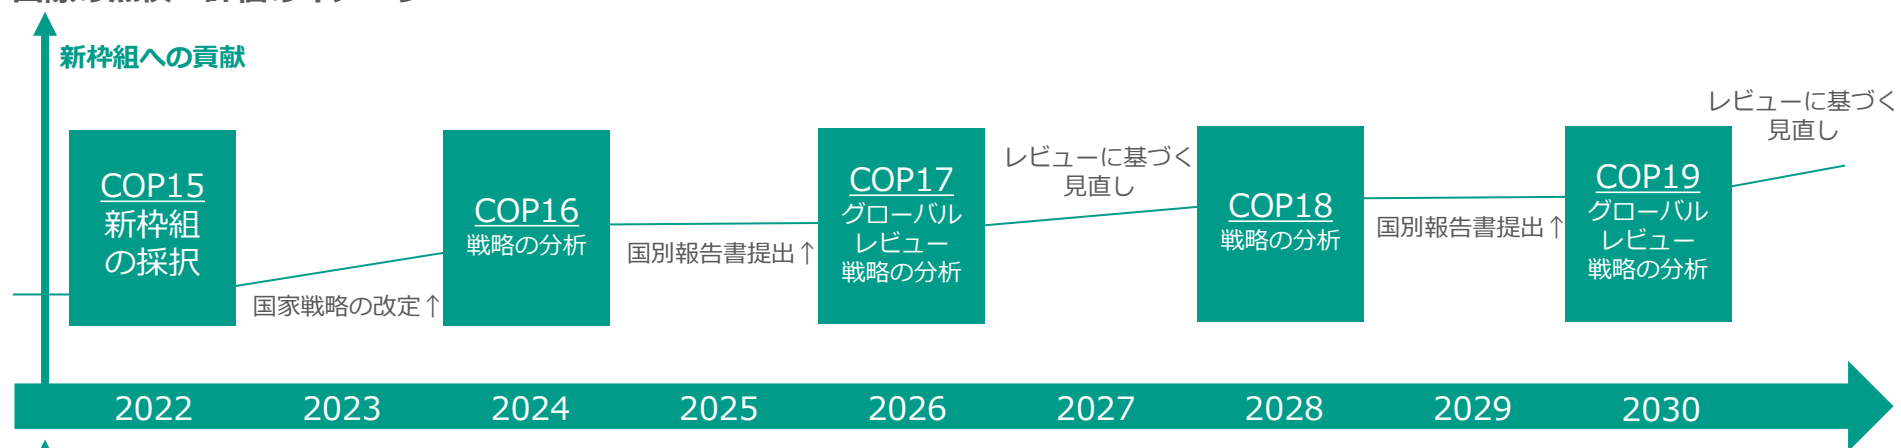 新枠組への貢献
COP15
新枠組
の採択
国家戦略の改定↑
COP16
戦略の分析
国別報告書提出↑
COP17
グローバル
レビュー
戦略の分析
レビューに基づく
見直し
COP18
戦略の分析
国別報告書提出↑
COP19
グローバル
レビュー
戦略の分析
レビューに基づく
見直し
2022 2023 2024 2025 2026 2027 2028 2029 2030